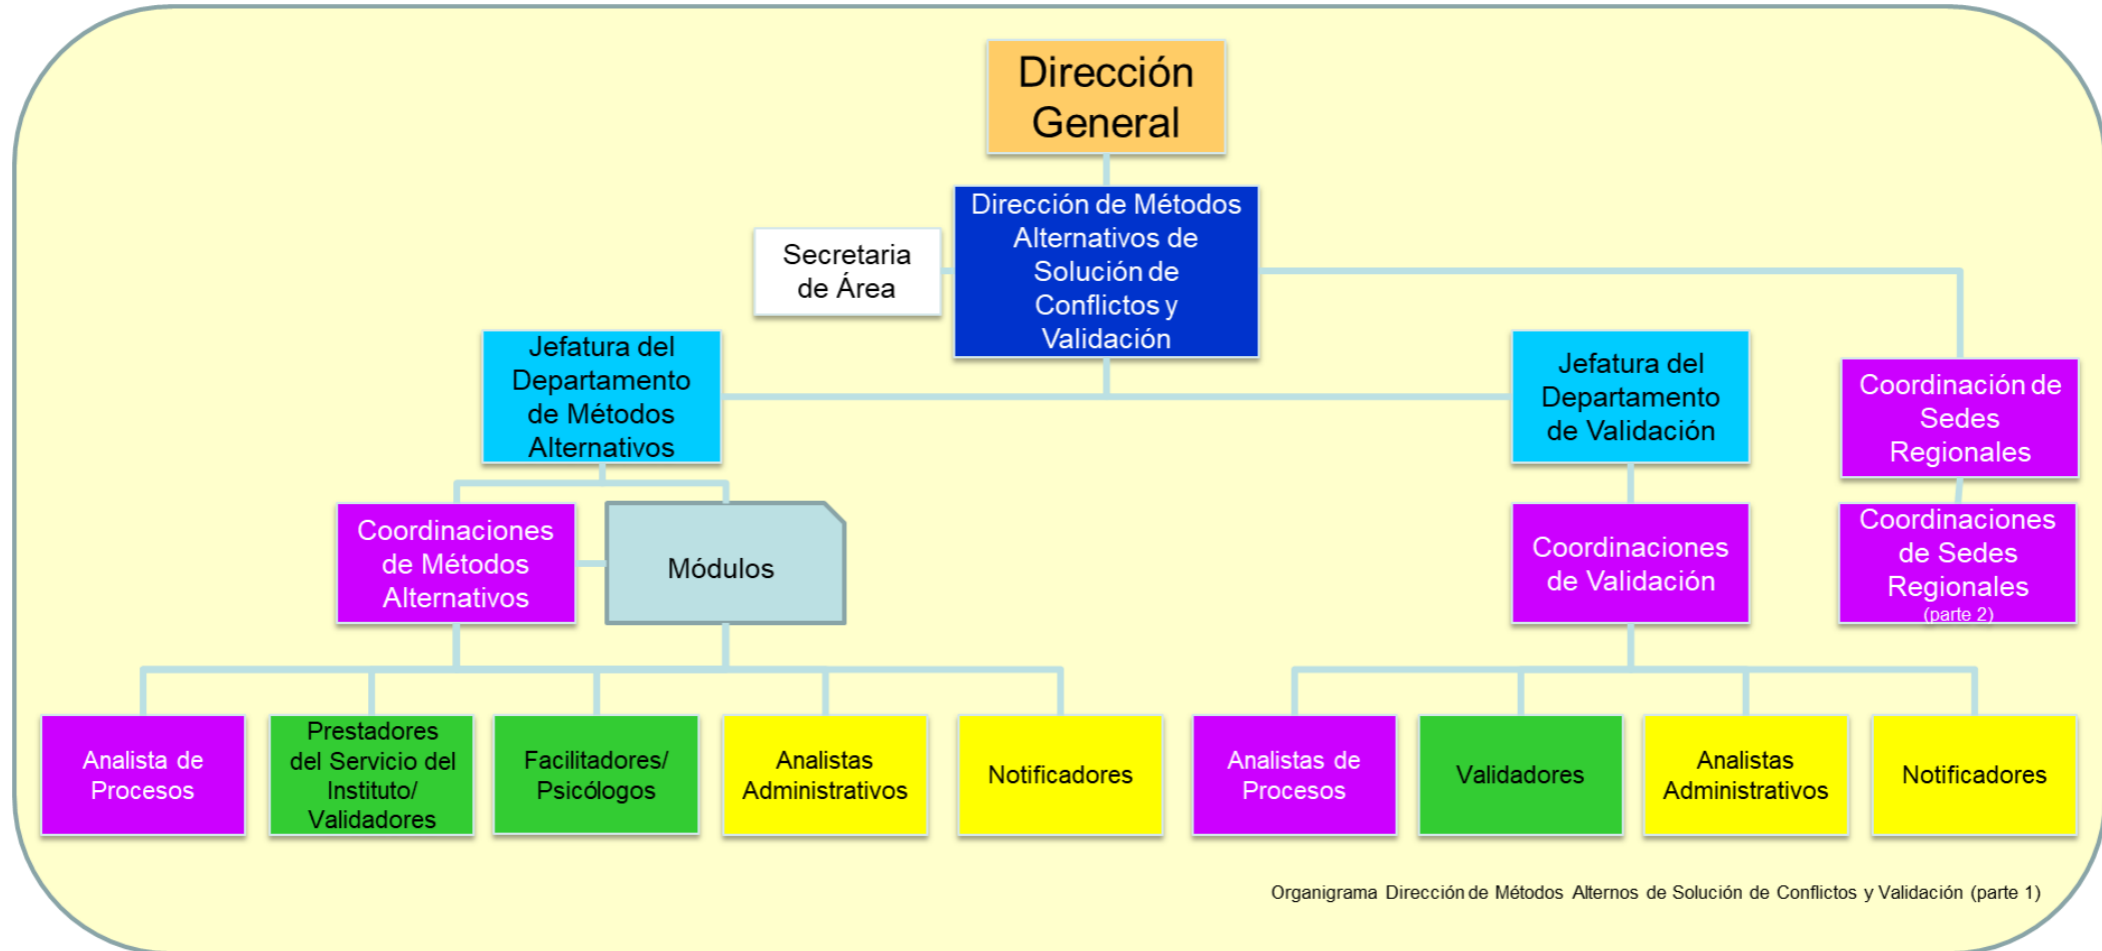 Dirección
General
Dirección de Métodos
Alternativos de
Solución de
Conflictos y
Validación
Secretaria
de Área
Jefatura del
Departamento
de Métodos
Alternativos
Jefatura del
Departamento
de Validación
Coordinación de
Sedes
Regionales
Coordinaciones
de Métodos
Alternativos
Módulos
Coordinaciones
de Validación
Coordinaciones
de Sedes
Regionales
(parte 2)
Analista de
Procesos
Prestadores
del Servicio del
Instituto/
Validadores
Facilitadores/
Psicólogos
Analistas
Administrativos
Notificadores
Analistas de
Procesos
Validadores
Analistas
Administrativos
Notificadores
Organigrama Dirección de Métodos Alternos de Solución de Conflictos y Validación (parte 1)